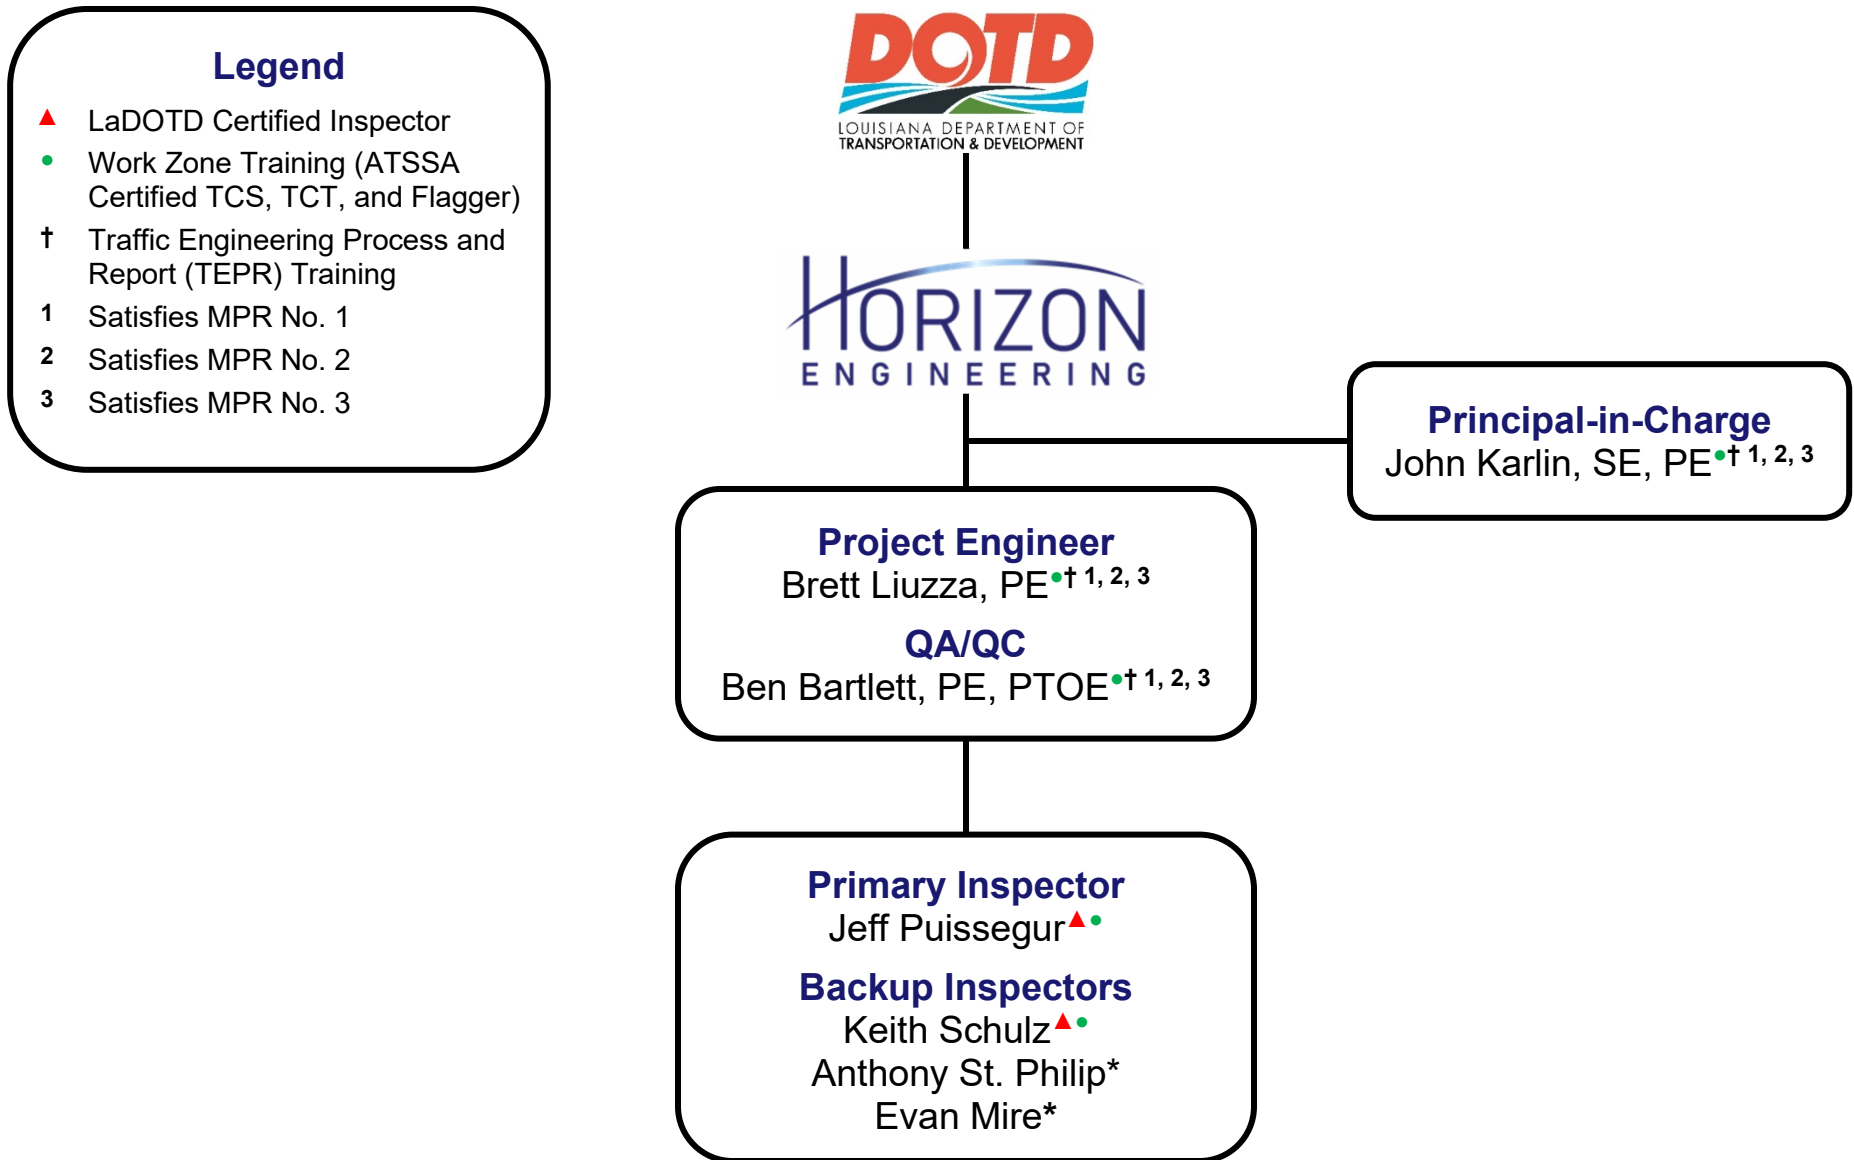 Legend
▲ LaDOTD Certified Inspector
• Work Zone Training (ATSSA
Certified TCS, TCT, and Flagger)
† Traffic Engineering Process and
Report (TEPR) Training
1 Satisfies MPR No. 1
2 Satisfies MPR No. 2
3 Satisfies MPR No. 3
DOTD
LOUISIANA DEPARTMENT OF
TRANSPORTATION & DEVELOPMENT
HORIZON
ENGINEERING
Principal-in-Charge
John Karlin, SE, PE•† 1, 2, 3
Project Engineer
Brett Liuzza, PE•† 1, 2, 3
QA/QC
Ben Bartlett, PE, PTOE•† 1, 2, 3
Primary Inspector
Jeff Puissegur▲•
Backup Inspectors
Keith Schulz▲•
Anthony St. Philip*
Evan Mire*